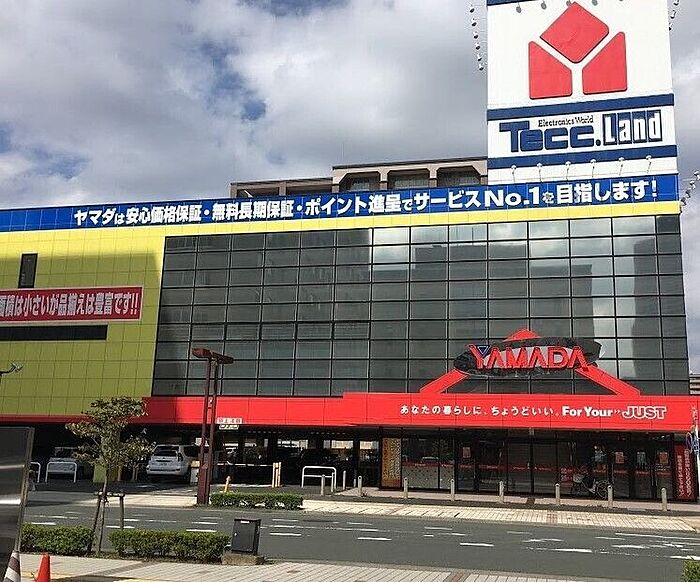 Electronics World
Tecc.Land
ヤマダは安心価格保証・無料長期保証・ポイント進呈でサービスNo.1を目指します!
面積は小さいが品揃えは豊富です!!
YAMADA
あなたの暮らしに、ちょうどいい。For Your JUST